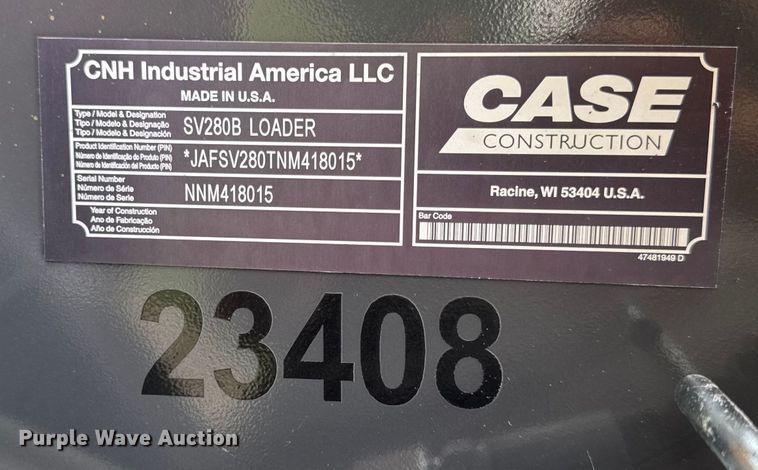 CNH Industrial America LLC
MADE IN U.S.A.
Type / Model & Designation
Tipo / Modelo & Designação
Tipo / Modelo & Designación
SV280B LOADER
Product Identification Number (PIN)
Número de Identificação do Produto (PIN)
Número de Identificación del Producto (PIN)
*JAFSV280TNM418015*
Serial Number
Número de Série
Número de Serie
NNM418015
Year of Construction
Ano de Fabricação
Año de Construcción
CASE
CONSTRUCTION
Racine, WI 53404 U.S.A.
Bar Code
47481949 D
23408
Purple Wave Auction